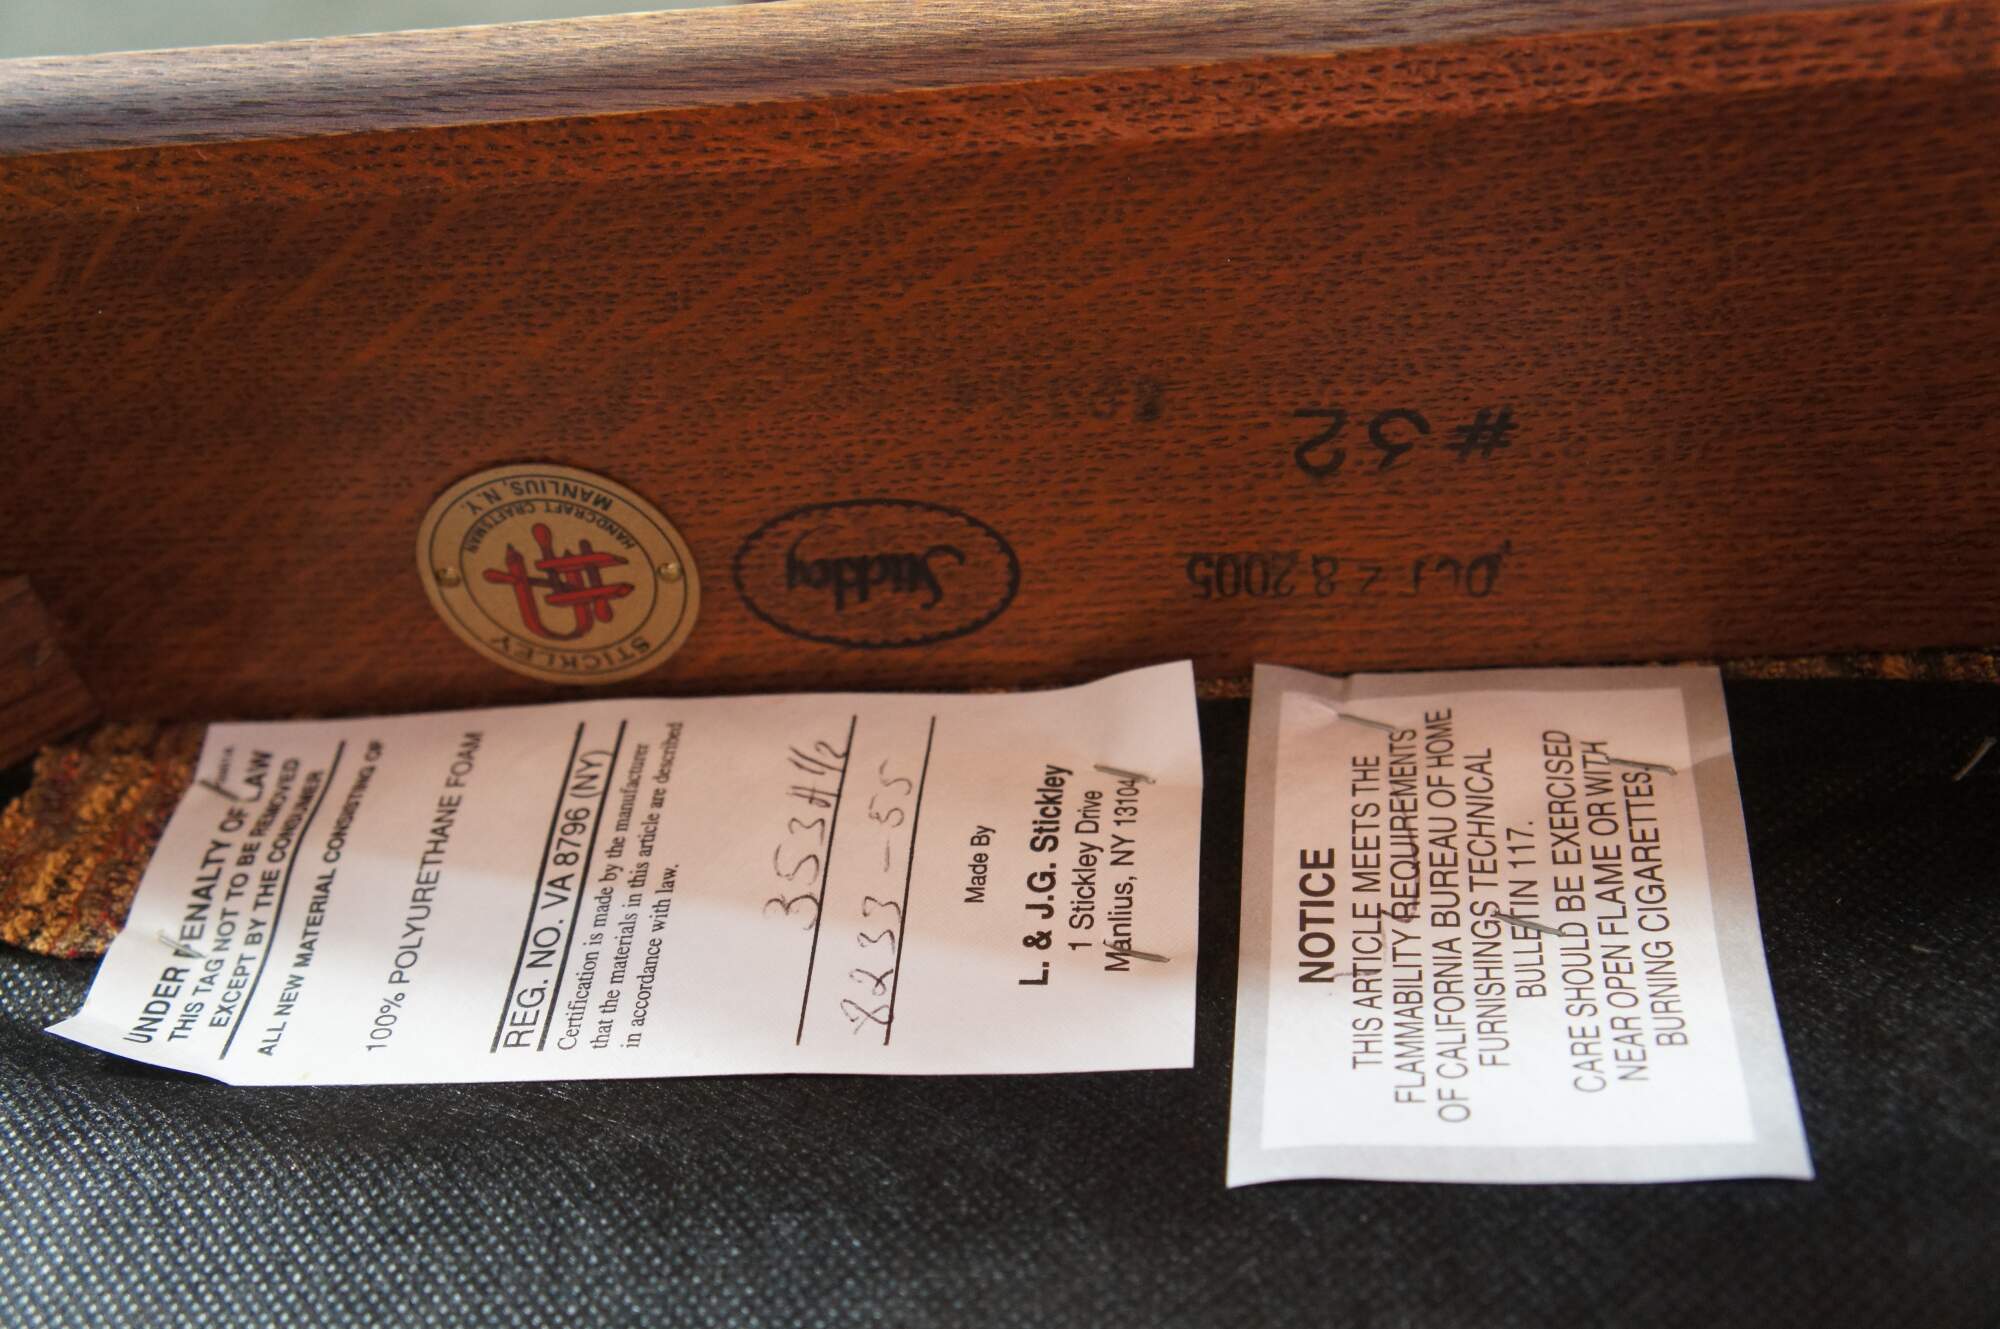 STICKLEY
HANDCRAFT CRAFTSMAN
MANLIUS, N.Y.
Stickley
#32
OCT 28 2005
UNDER PENALTY OF LAW
THIS TAG NOT TO BE REMOVED
EXCEPT BY THE CONSUMER
ALL NEW MATERIAL CONSISTING OF
100% POLYURETHANE FOAM
REG. NO. VA 8796 (NY)
Certification is made by the manufacturer
that the materials in this article are described
in accordance with law.
353A½
8233-55
Made By
L. & J.G. Stickley
1 Stickley Drive
Manlius, NY 13104
NOTICE
THIS ARTICLE MEETS THE
FLAMMABILITY REQUIREMENTS
OF CALIFORNIA BUREAU OF HOME
FURNISHINGS TECHNICAL
BULLETIN 117.
CARE SHOULD BE EXERCISED
NEAR OPEN FLAME OR WITH
BURNING CIGARETTES.